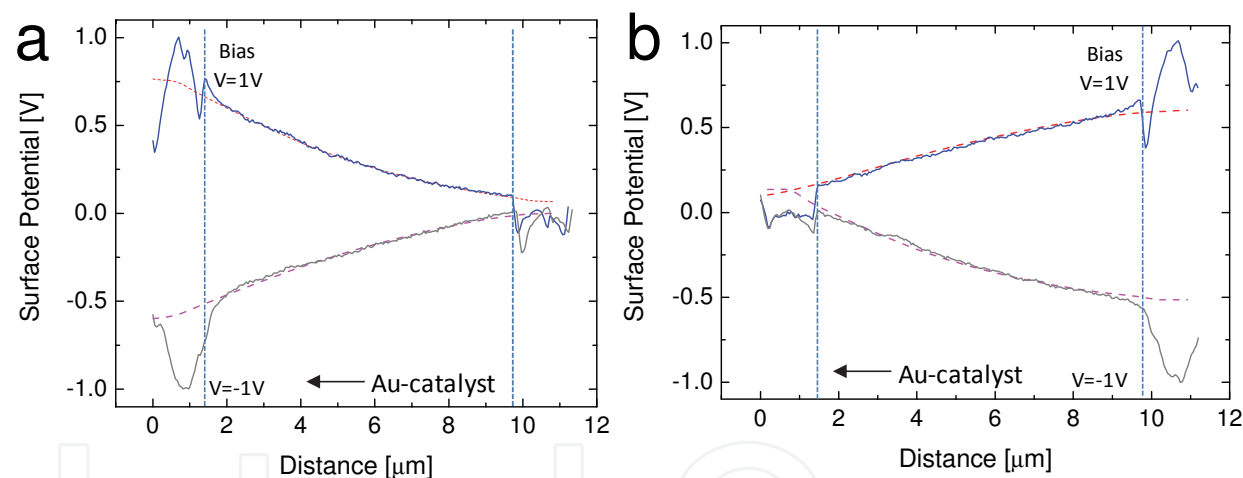 a
Surface Potential [V]
1.0
0.5
0.0
-0.5
-1.0
Bias
V=1V
V=-1V
Au-catalyst
0 2 4 6 8 10 12
Distance [μm]
b
Surface Potential [V]
1.0
0.5
0.0
-0.5
-1.0
Bias
V=1V
V=-1V
Au-catalyst
0 2 4 6 8 10 12
Distance [μm]